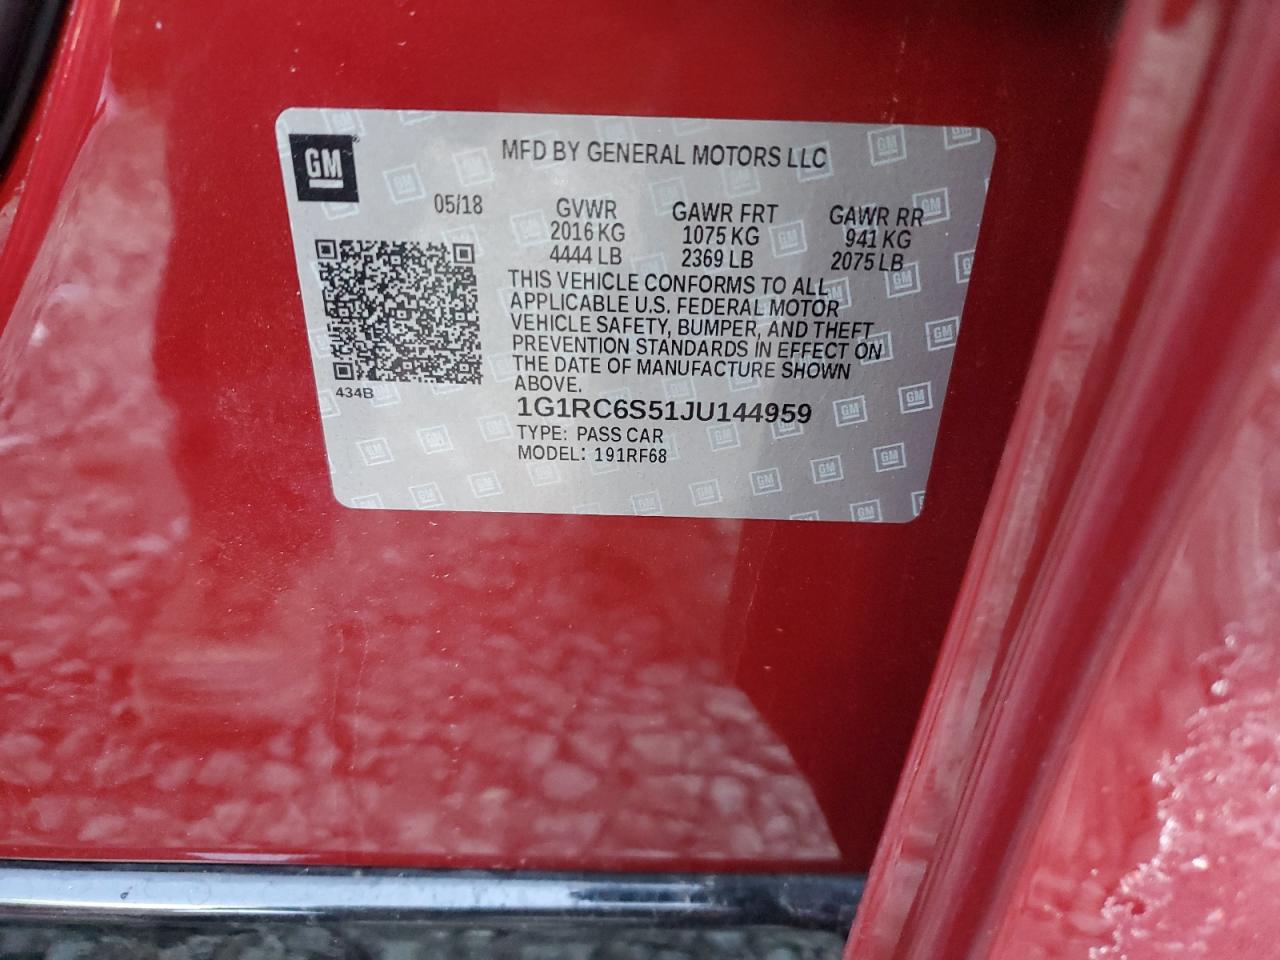 GM
MFD BY GENERAL MOTORS LLC
05/18
GVWR GAWR FRT GAWR RR
2016 KG 1075 KG 941 KG
4444 LB 2369 LB 2075 LB
THIS VEHICLE CONFORMS TO ALL
APPLICABLE U.S. FEDERAL MOTOR
VEHICLE SAFETY, BUMPER, AND THEFT
PREVENTION STANDARDS IN EFFECT ON
THE DATE OF MANUFACTURE SHOWN
ABOVE.
434B
1G1RC6S51JU144959
TYPE: PASS CAR
MODEL: 191RF68